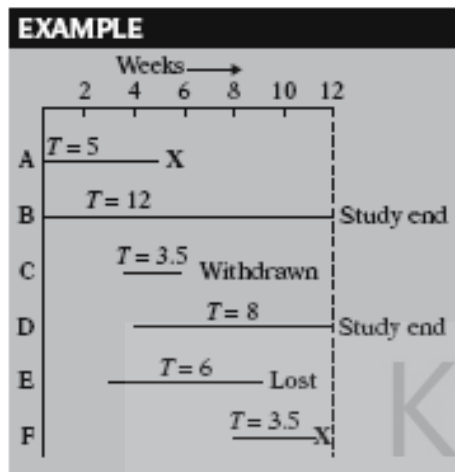 EXAMPLE
Weeks
2 4 6 8 10 12
A T = 5 X
B T = 12 Study end
C T = 3.5 Withdrawn
D T = 8 Study end
E T = 6 Lost
F T = 3.5 X
K